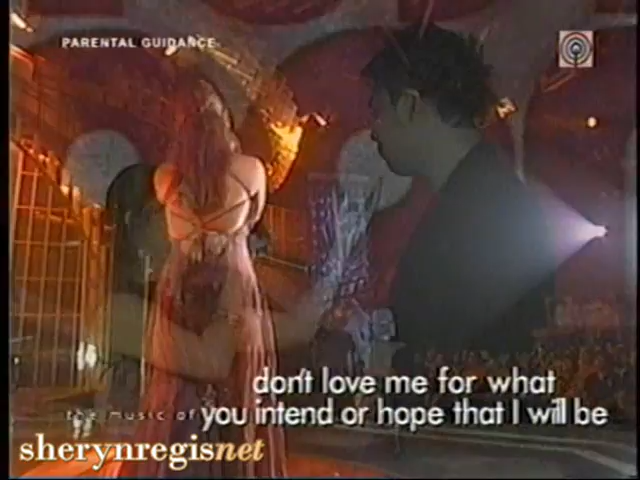 PARENTAL GUIDANCE
don't love me for what
the music of you intend or hope that I will be
sherynregisnet